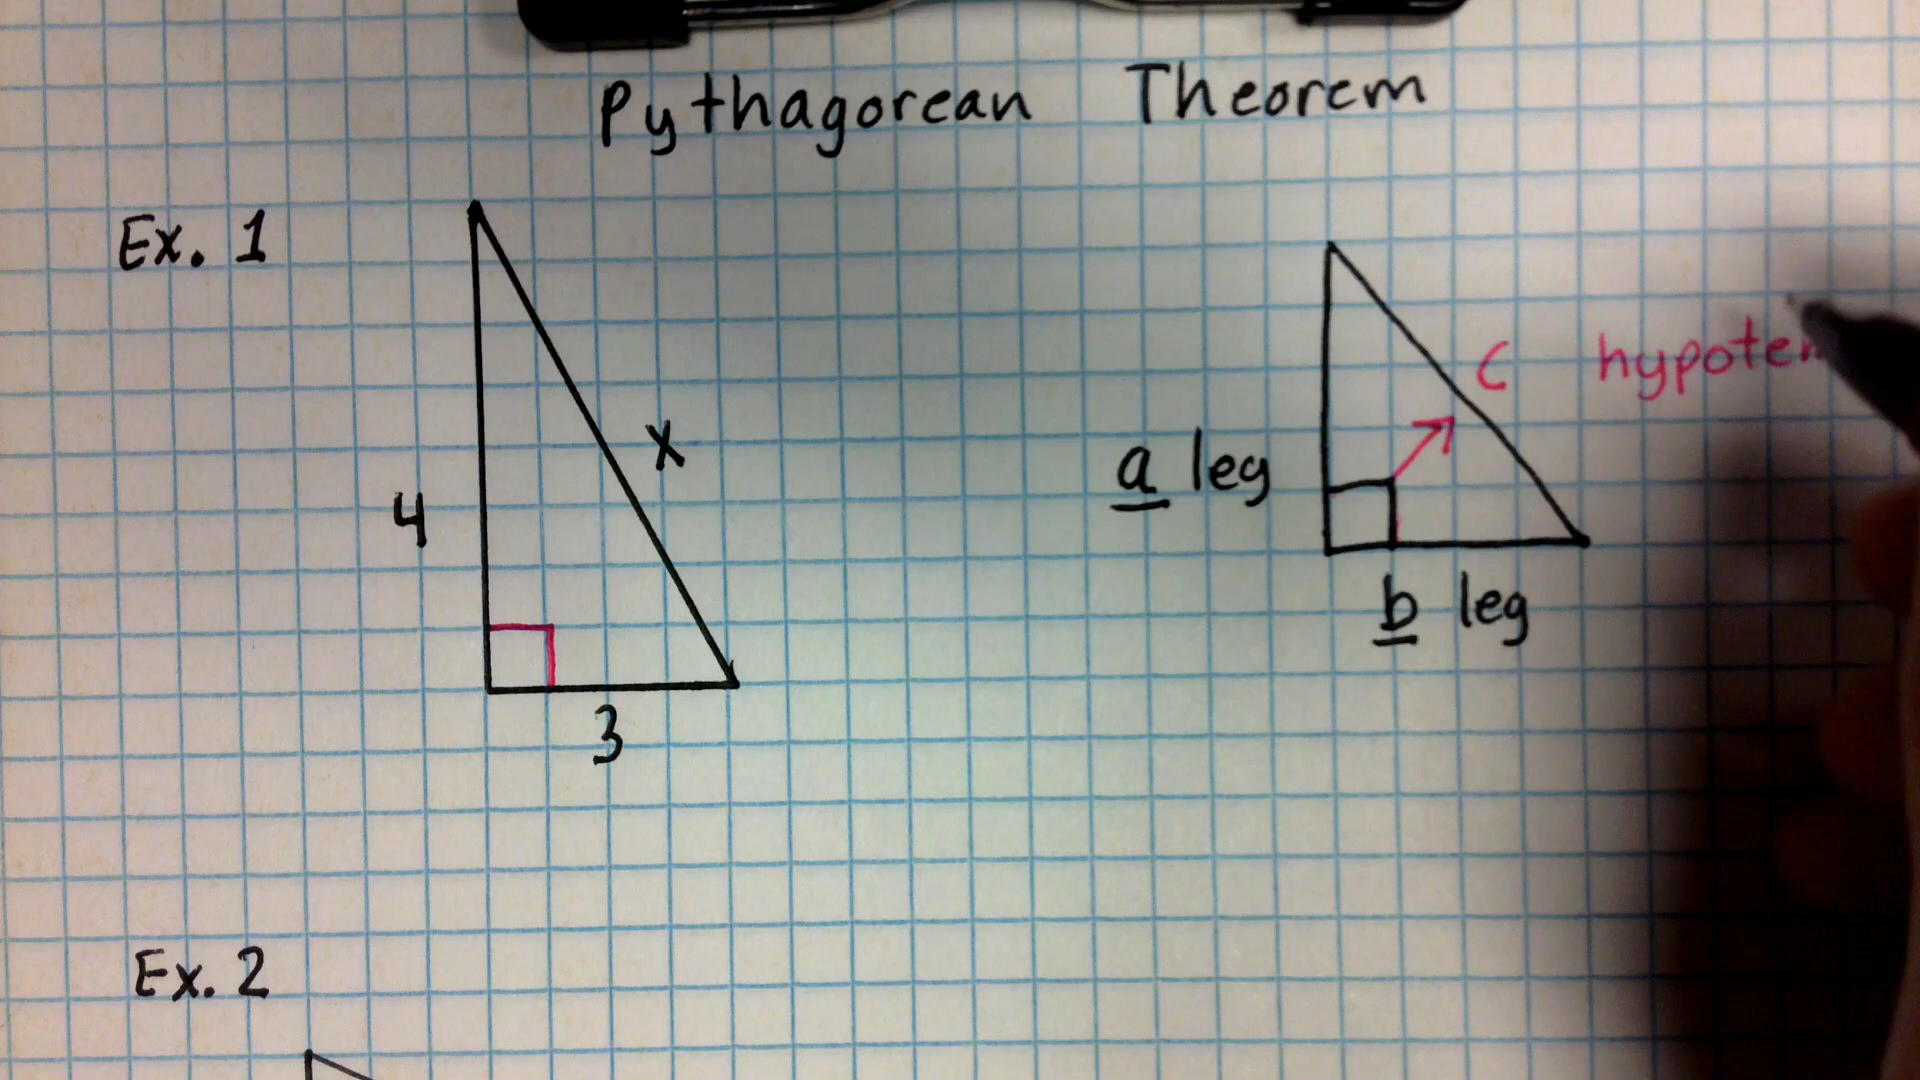 Pythagorean Theorem
Ex. 1
4
x
3
c
a leg
b leg
Ex. 2